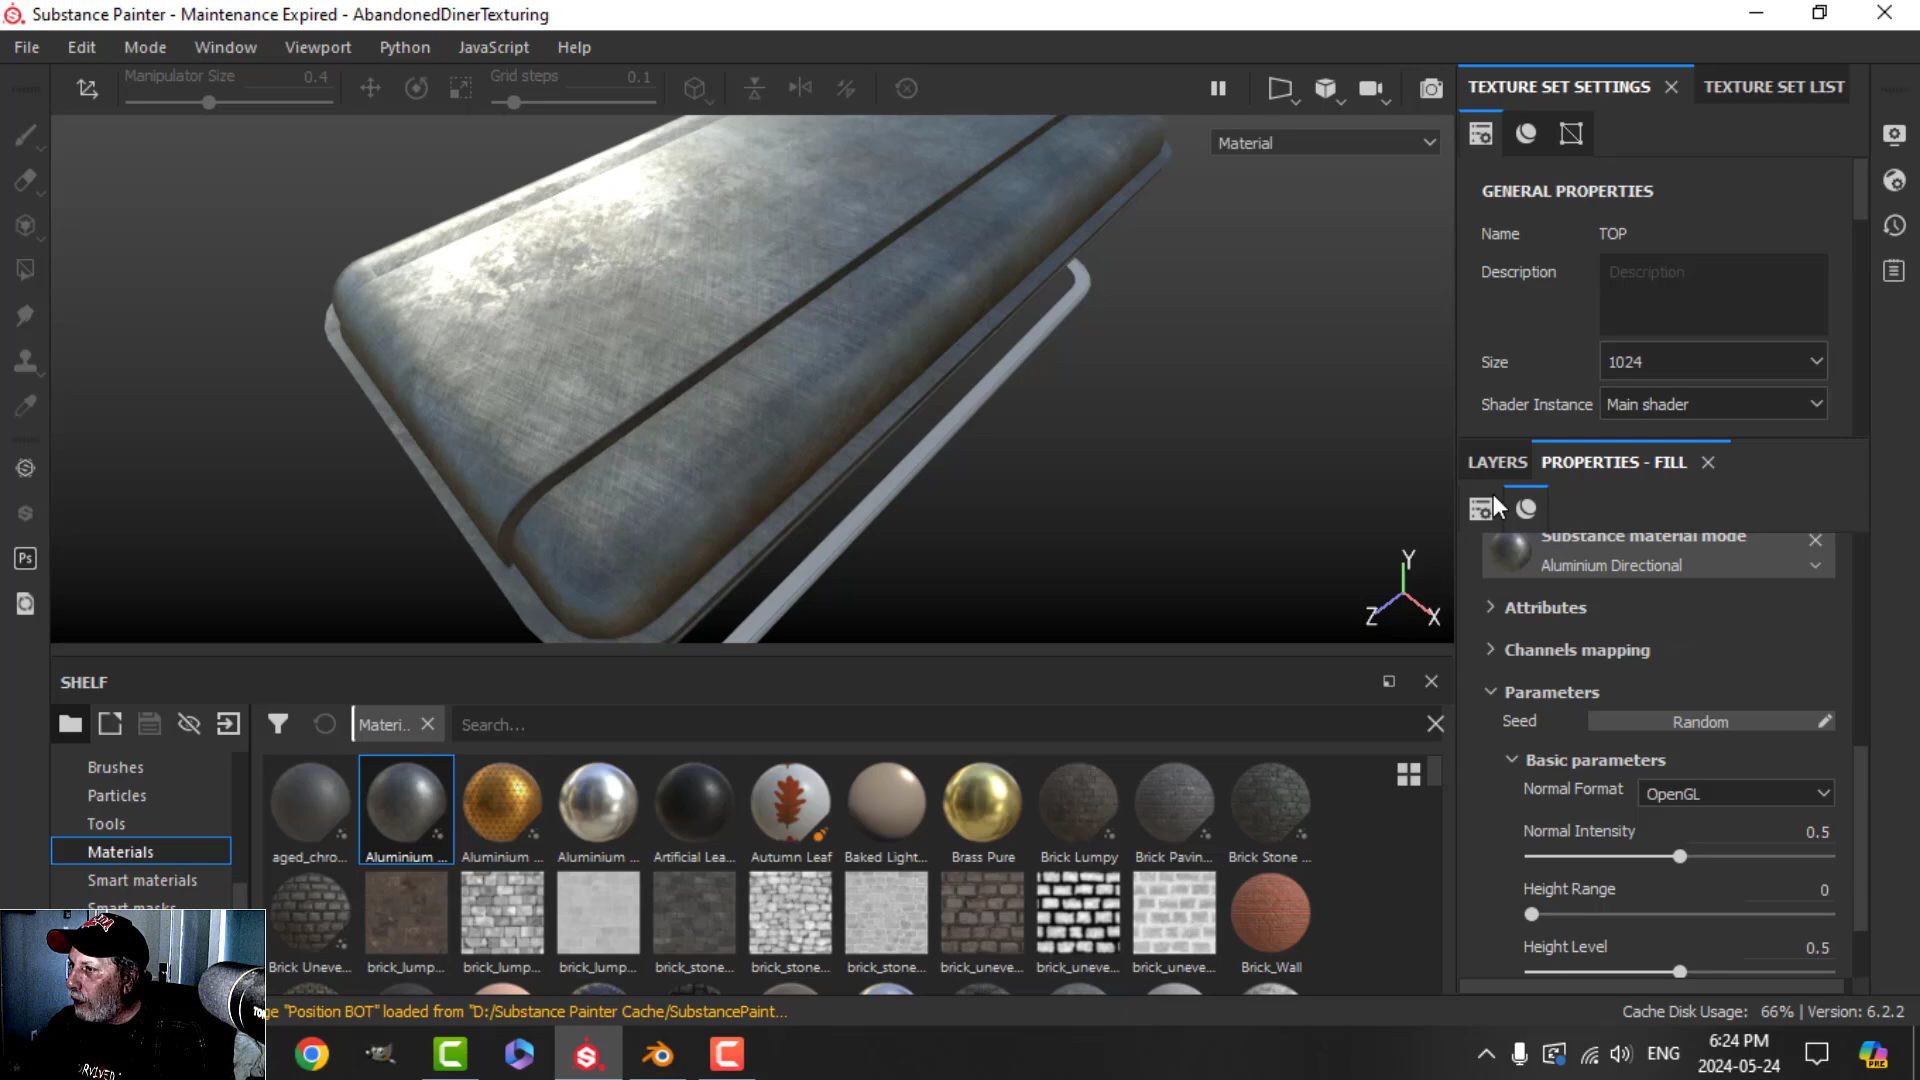 Substance Painter - Maintenance Expired - AbandonedDinerTexturing
File Edit Mode Window Viewport Python JavaScript Help
Manipulator Size 0.4 Grid steps 0.1
TEXTURE SET SETTINGS TEXTURE SET LIST
Material
GENERAL PROPERTIES
Name TOP
Description Description
Size 1024
Shader Instance Main shader
LAYERS PROPERTIES - FILL
Substance material mode
Aluminium Directional
Attributes
Channels mapping
Parameters
Seed Random
Basic parameters
Normal Format OpenGL
Normal Intensity 0.5
Height Range 0
Height Level 0.5
Y
Z X
SHELF
Materi.. Search...
Brushes
Particles
Tools
Materials
Smart materials
Smart masks
aged_chro... Aluminium ... Aluminium ... Aluminium ... Artificial Lea... Autumn Leaf Baked Light... Brass Pure Brick Lumpy Brick Pavin... Brick Stone ...
Brick Uneve... brick_lump... brick_lump... brick_lump... brick_stone... brick_stone... brick_stone... brick_uneve... brick_uneve... brick_uneve... Brick_Wall
ge "Position BOT" loaded from "D:/Substance Painter Cache/SubstancePaint...
Cache Disk Usage: 66% | Version: 6.2.2
Ps
ENG
6:24 PM
2024-05-24
PRE